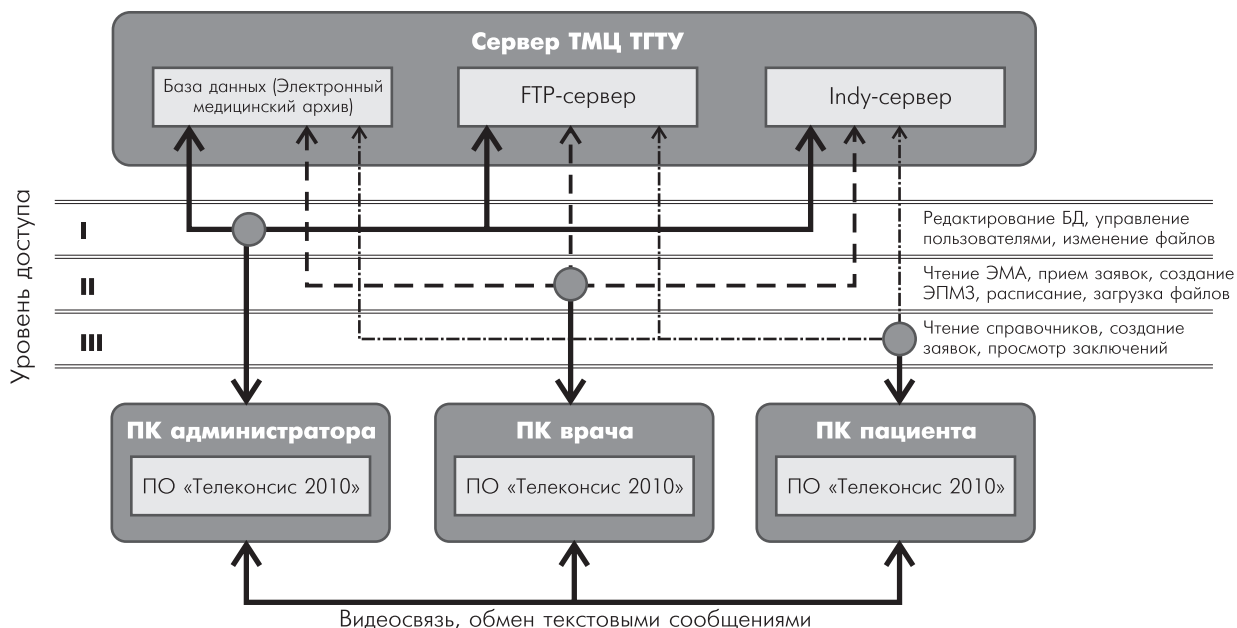 Сервер ТМЦ ТГТУ
База данных (Электронный
медицинский архив)
FTP-сервер
Indy-сервер
Уровень доступа
I
Редактирование БД, управление
пользователями, изменение файлов
II
Чтение ЭМА, прием заявок, создание
ЭПМЗ, расписание, загрузка файлов
III
Чтение справочников, создание
заявок, просмотр заключений
ПК администратора
ПО «Телеконсис 2010»
ПК врача
ПО «Телеконсис 2010»
ПК пациента
ПО «Телеконсис 2010»
Видеосвязь, обмен текстовыми сообщениями